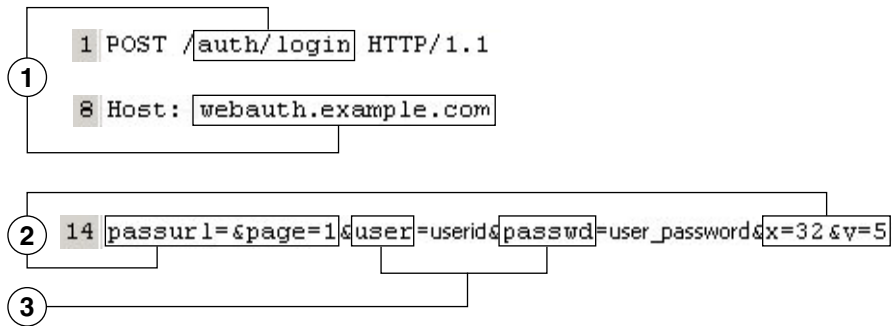 1 POST /auth/login HTTP/1.1
1
8 Host: webauth.example.com
2 14 passurl=&page=1&user=userid&passwd=user_password&x=32&y=5
3